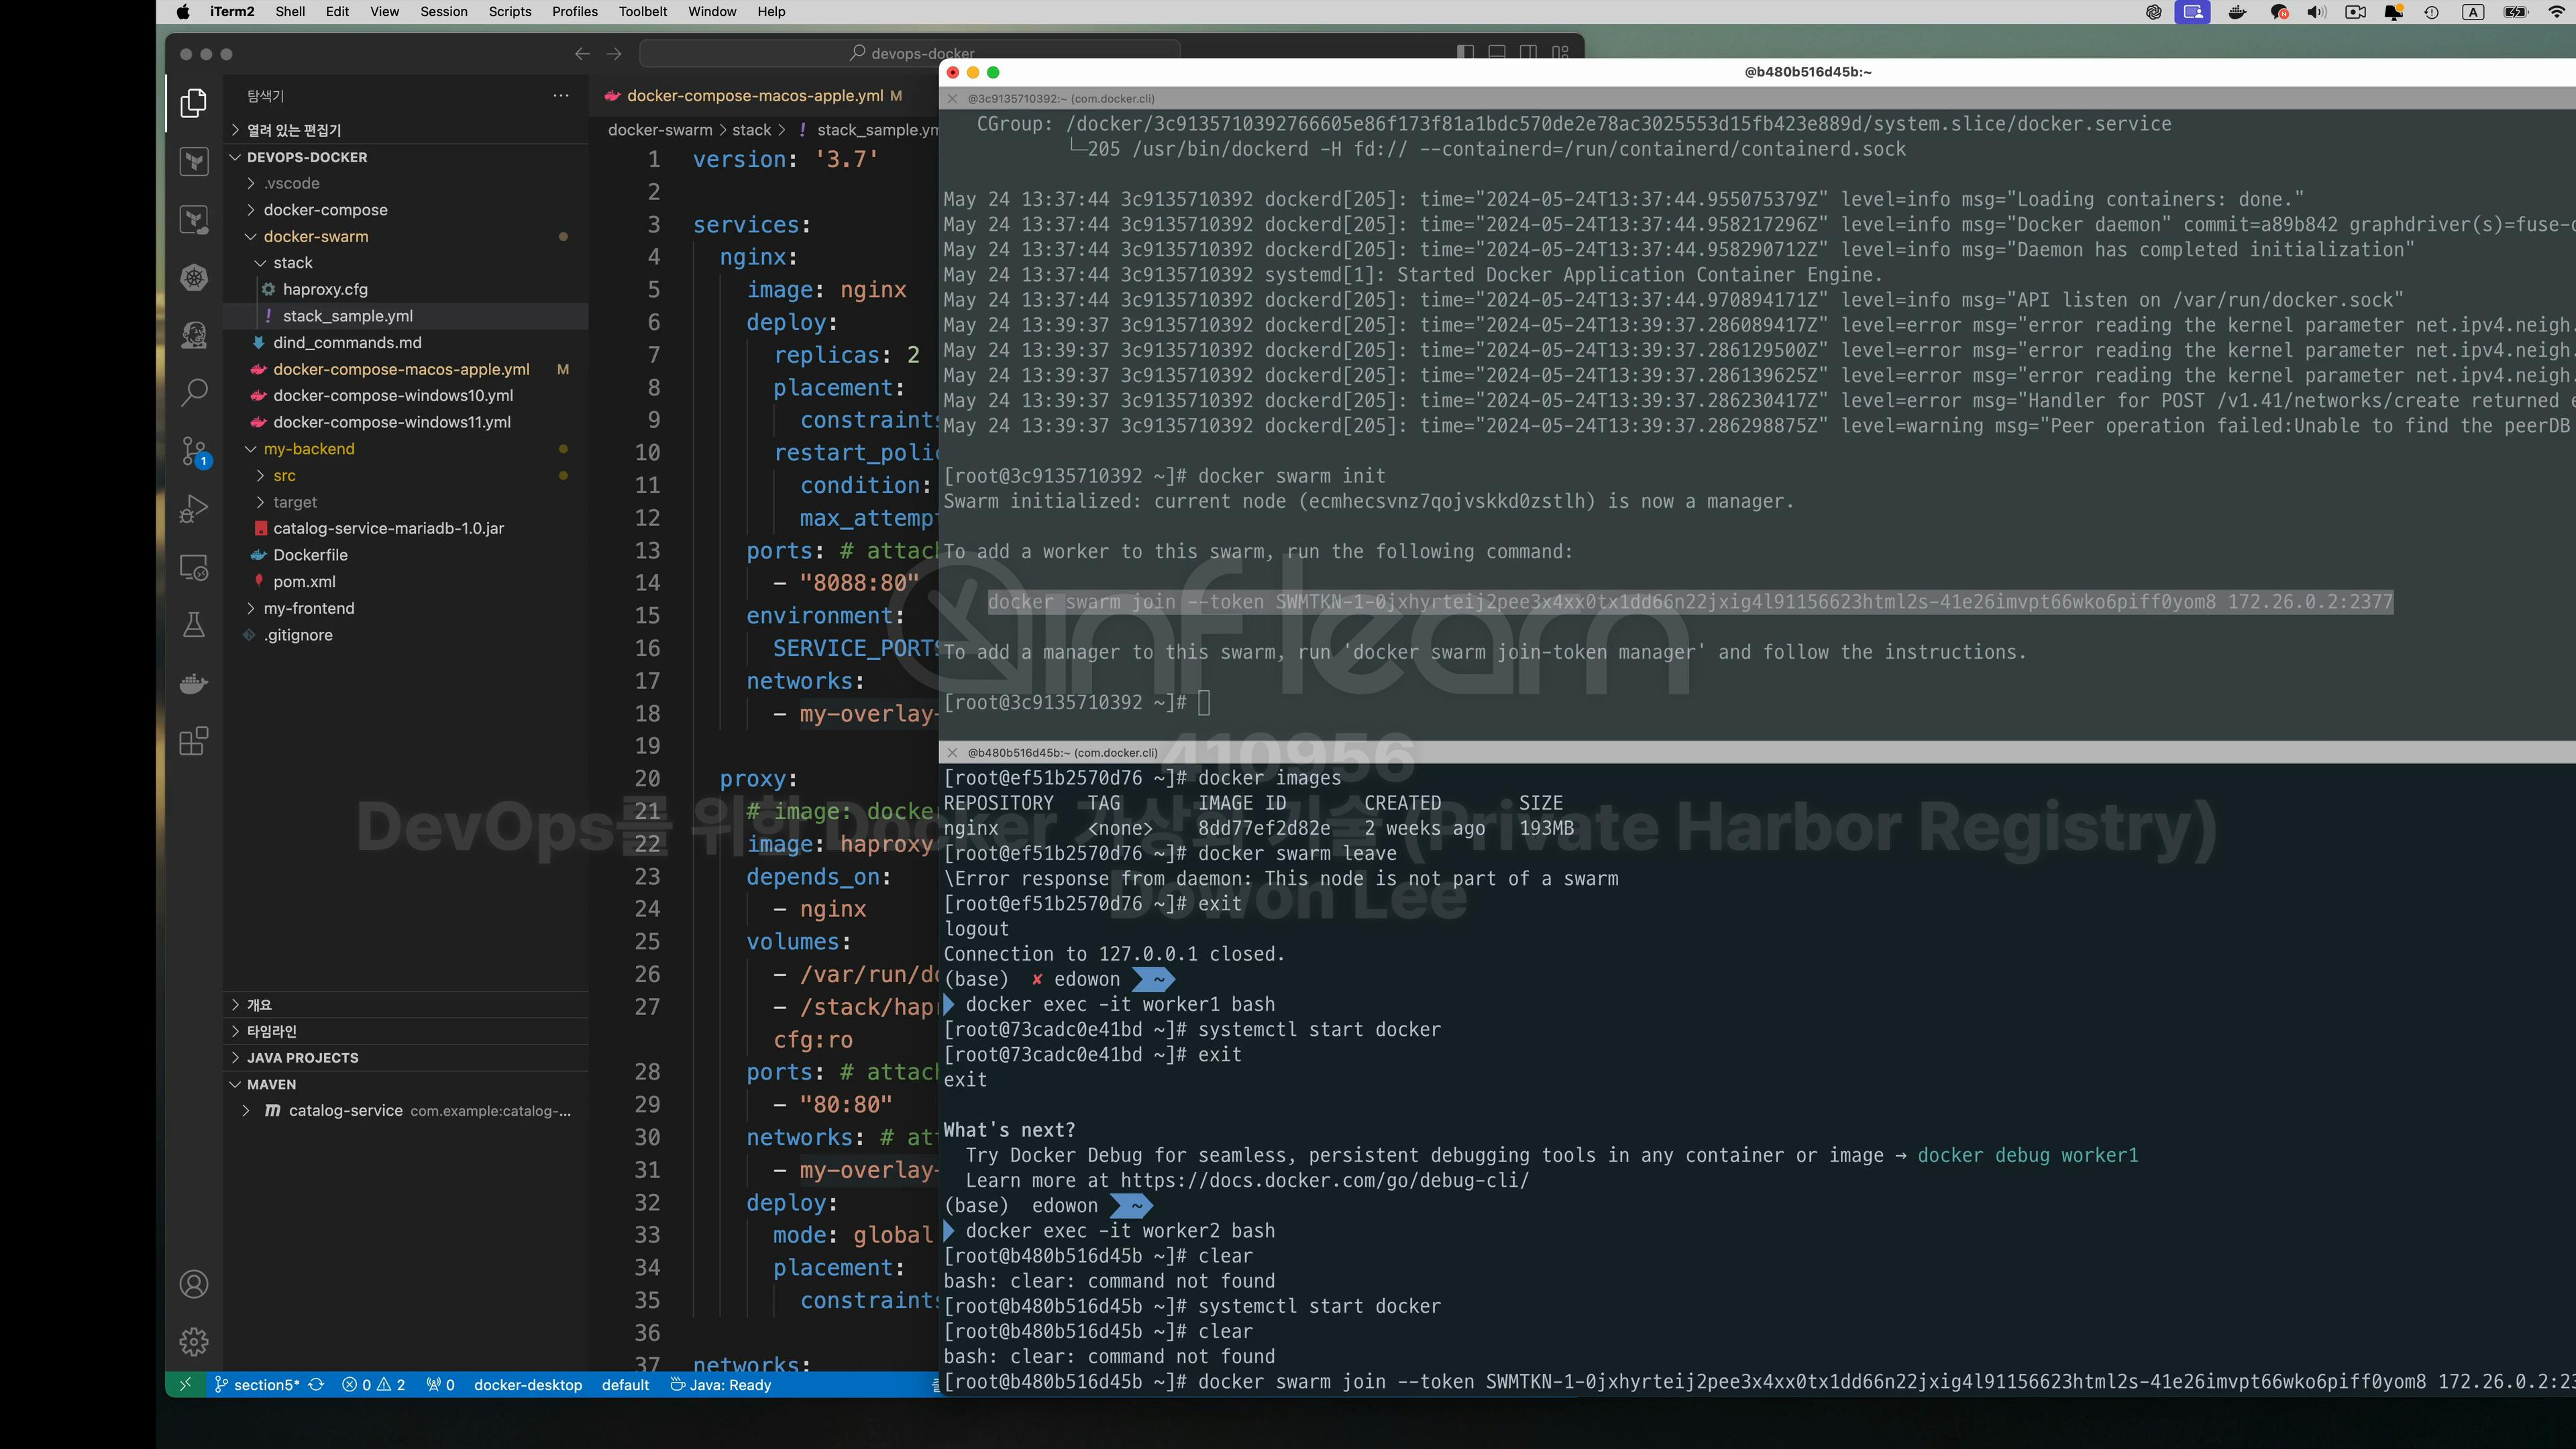 iTerm2 Shell Edit View Session Scripts Profiles Toolbelt Window Help
devops-docker
탐색기
열려 있는 편집기
DEVOPS-DOCKER
.vscode
docker-compose
docker-swarm
stack
haproxy.cfg
stack_sample.yml
dind_commands.md
docker-compose-macos-apple.yml M
docker-compose-windows10.yml
docker-compose-windows11.yml
my-backend
src
target
catalog-service-mariadb-1.0.jar
Dockerfile
pom.xml
my-frontend
.gitignore
개요
타임라인
JAVA PROJECTS
MAVEN
catalog-service com.example:catalog-...
1
docker-compose-macos-apple.yml M
docker-swarm > stack > ! stack_sample.ym
1 version: '3.7'
2
3 services:
4 nginx:
5 image: nginx
6 deploy:
7 replicas: 2
8 placement:
9 constraints
10 restart_polic
11 condition:
12 max_attemp
13 ports: # attac
14 - "8088:80"
15 environment:
16 SERVICE_PORTS
17 networks:
18 - my-overlay-
19
20 proxy:
21 # image: docke
22 image: haproxy
23 depends_on:
24 - nginx
25 volumes:
26 - /var/run/do
27 - /stack/hap
cfg:ro
28 ports: # attach
29 - "80:80"
30 networks: # att
31 - my-overlay-
32 deploy:
33 mode: global
34 placement:
35 constraints
36
37 networks:
section5* 0 2 0 docker-desktop default Java: Ready
@b480b516d45b:~
@3c9135710392:~ (com.docker.cli)
CGroup: /docker/3c9135710392766605e86f173f81a1bdc570de2e78ac3025553d15fb423e889d/system.slice/docker.service
└─205 /usr/bin/dockerd -H fd:// --containerd=/run/containerd/containerd.sock
May 24 13:37:44 3c9135710392 dockerd[205]: time="2024-05-24T13:37:44.955075379Z" level=info msg="Loading containers: done."
May 24 13:37:44 3c9135710392 dockerd[205]: time="2024-05-24T13:37:44.958217296Z" level=info msg="Docker daemon" commit=a89b842 graphdriver(s)=fuse-o
May 24 13:37:44 3c9135710392 dockerd[205]: time="2024-05-24T13:37:44.958290712Z" level=info msg="Daemon has completed initialization"
May 24 13:37:44 3c9135710392 systemd[1]: Started Docker Application Container Engine.
May 24 13:37:44 3c9135710392 dockerd[205]: time="2024-05-24T13:37:44.970894171Z" level=info msg="API listen on /var/run/docker.sock"
May 24 13:39:37 3c9135710392 dockerd[205]: time="2024-05-24T13:39:37.286089417Z" level=error msg="error reading the kernel parameter net.ipv4.neigh.
May 24 13:39:37 3c9135710392 dockerd[205]: time="2024-05-24T13:39:37.286129500Z" level=error msg="error reading the kernel parameter net.ipv4.neigh.
May 24 13:39:37 3c9135710392 dockerd[205]: time="2024-05-24T13:39:37.286139625Z" level=error msg="error reading the kernel parameter net.ipv4.neigh.
May 24 13:39:37 3c9135710392 dockerd[205]: time="2024-05-24T13:39:37.286230417Z" level=error msg="Handler for POST /v1.41/networks/create returned e
May 24 13:39:37 3c9135710392 dockerd[205]: time="2024-05-24T13:39:37.286298875Z" level=warning msg="Peer operation failed:Unable to find the peerDB
[root@3c9135710392 ~]# docker swarm init
Swarm initialized: current node (ecmhecsvnz7qojvskkd0zstlh) is now a manager.
To add a worker to this swarm, run the following command:
docker swarm join --token SWMTKN-1-0jxhyrteij2pee3x4xx0tx1dd66n22jxig4l91156623html2s-41e26imvpt66wko6piff0yom8 172.26.0.2:2377
To add a manager to this swarm, run 'docker swarm join-token manager' and follow the instructions.
[root@3c9135710392 ~]#
@b480b516d45b:~ (com.docker.cli)
[root@ef51b2570d76 ~]# docker images
REPOSITORY TAG IMAGE ID CREATED SIZE
nginx <none> 8dd77ef2d82e 2 weeks ago 193MB
[root@ef51b2570d76 ~]# docker swarm leave
\Error response from daemon: This node is not part of a swarm
[root@ef51b2570d76 ~]# exit
logout
Connection to 127.0.0.1 closed.
(base) ✘ edowon ~
docker exec -it worker1 bash
[root@73cadc0e41bd ~]# systemctl start docker
[root@73cadc0e41bd ~]# exit
exit
What's next?
Try Docker Debug for seamless, persistent debugging tools in any container or image → docker debug worker1
Learn more at https://docs.docker.com/go/debug-cli/
(base) edowon ~
docker exec -it worker2 bash
[root@b480b516d45b ~]# clear
bash: clear: command not found
[root@b480b516d45b ~]# systemctl start docker
[root@b480b516d45b ~]# clear
bash: clear: command not found
[root@b480b516d45b ~]# docker swarm join --token SWMTKN-1-0jxhyrteij2pee3x4xx0tx1dd66n22jxig4l91156623html2s-41e26imvpt66wko6piff0yom8 172.26.0.2:23
inflearn
410956
DevOps를 위한 Docker 가상화 기술 (Private Harbor Registry)
Dowon Lee